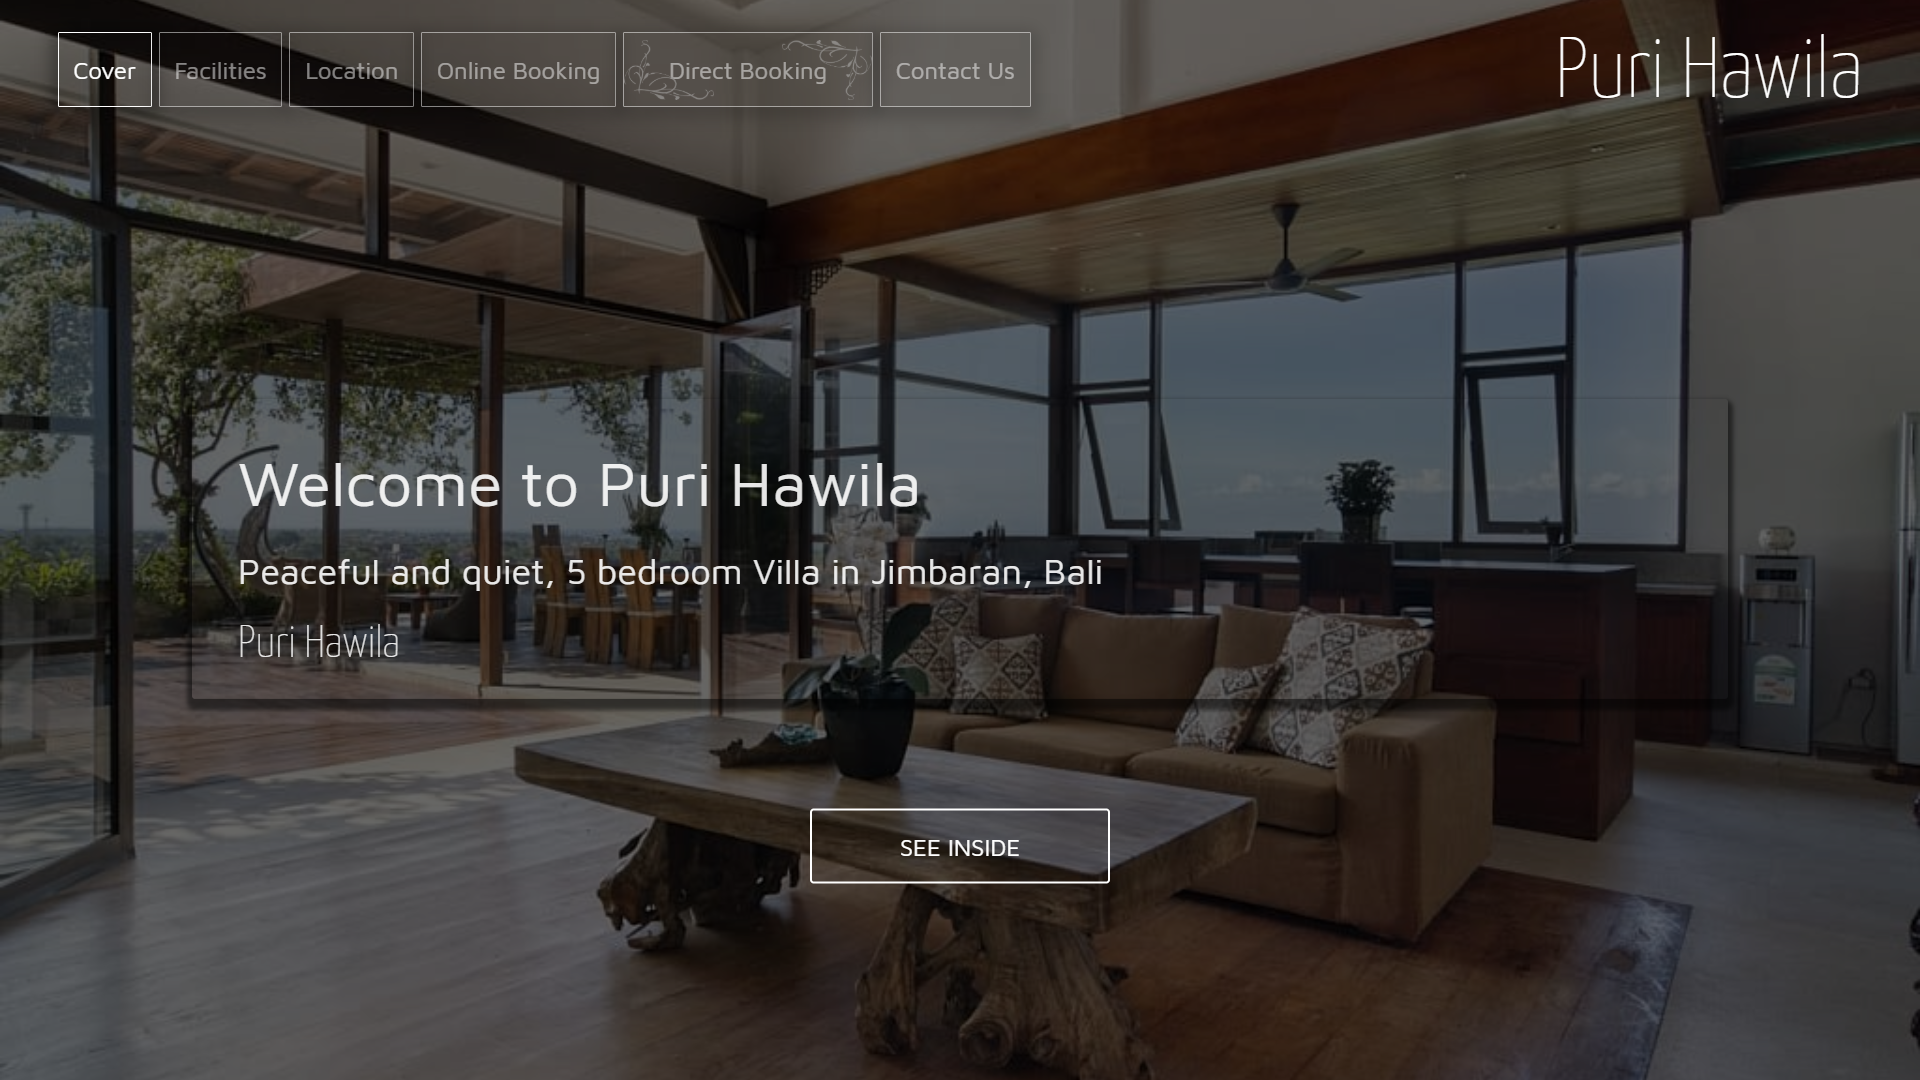 Cover
Facilities
Location
Online Booking
Direct Booking
Contact Us
Puri Hawila
Welcome to Puri Hawila
Peaceful and quiet, 5 bedroom Villa in Jimbaran, Bali
Puri Hawila
SEE INSIDE